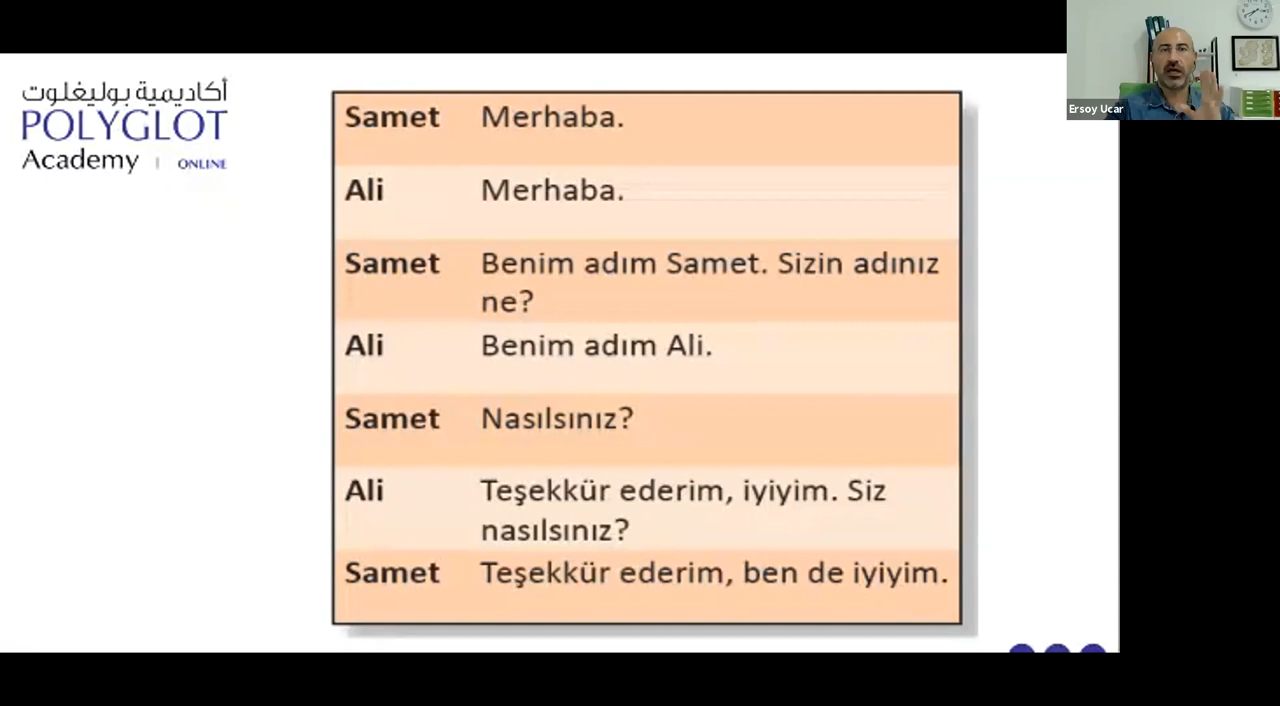 أكاديمية بوليغلوت
POLYGLOT
Academy | ONLINE
Samet Merhaba.
Ali Merhaba.
Samet Benim adım Samet. Sizin adınız
ne?
Ali Benim adım Ali.
Samet Nasılsınız?
Ali Teşekkür ederim, iyiyim. Siz
nasılsınız?
Samet Teşekkür ederim, ben de iyiyim.
Ersoy Ucar